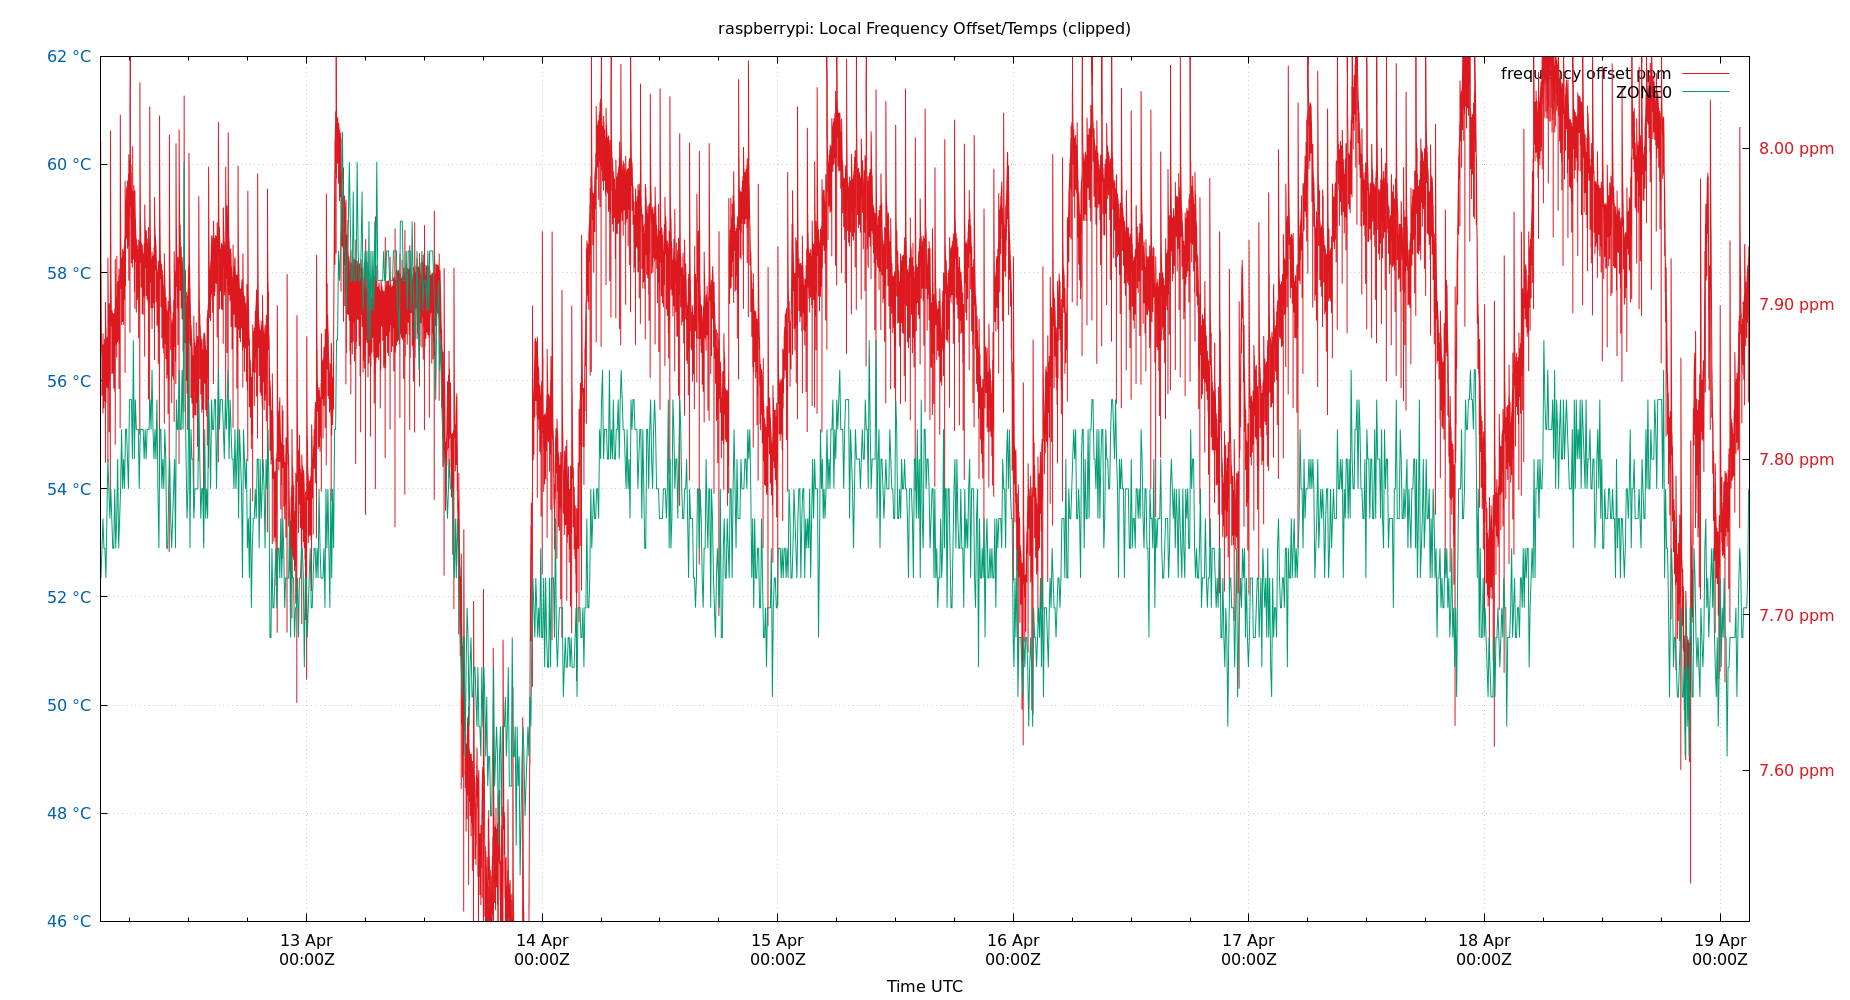 raspberrypi: Local Frequency Offset/Temps (clipped)
62 °C
60 °C
58 °C
56 °C
54 °C
52 °C
50 °C
48 °C
46 °C
frequency offset ppm
ZONE0
8.00 ppm
7.90 ppm
7.80 ppm
7.70 ppm
7.60 ppm
13 Apr
00:00Z
14 Apr
00:00Z
15 Apr
00:00Z
16 Apr
00:00Z
17 Apr
00:00Z
18 Apr
00:00Z
19 Apr
00:00Z
Time UTC